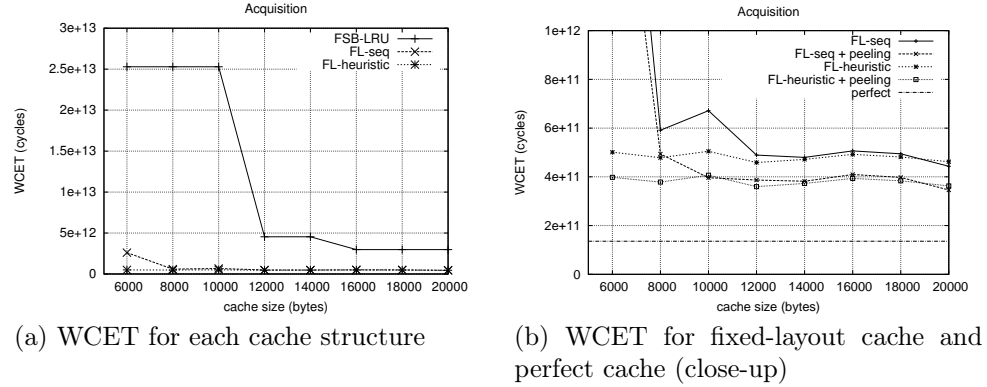 Acquisition
WCET (cycles)
3e+13
2.5e+13
2e+13
1.5e+13
1e+13
5e+12
0
FSB-LRU
FL-seq
FL-heuristic
6000 8000 10000 12000 14000 16000 18000 20000
cache size (bytes)
(a) WCET for each cache structure
Acquisition
WCET (cycles)
1e+12
8e+11
6e+11
4e+11
2e+11
0
FL-seq
FL-seq + peeling
FL-heuristic
FL-heuristic + peeling
perfect
6000 8000 10000 12000 14000 16000 18000 20000
cache size (bytes)
(b) WCET for fixed-layout cache and
perfect cache (close-up)